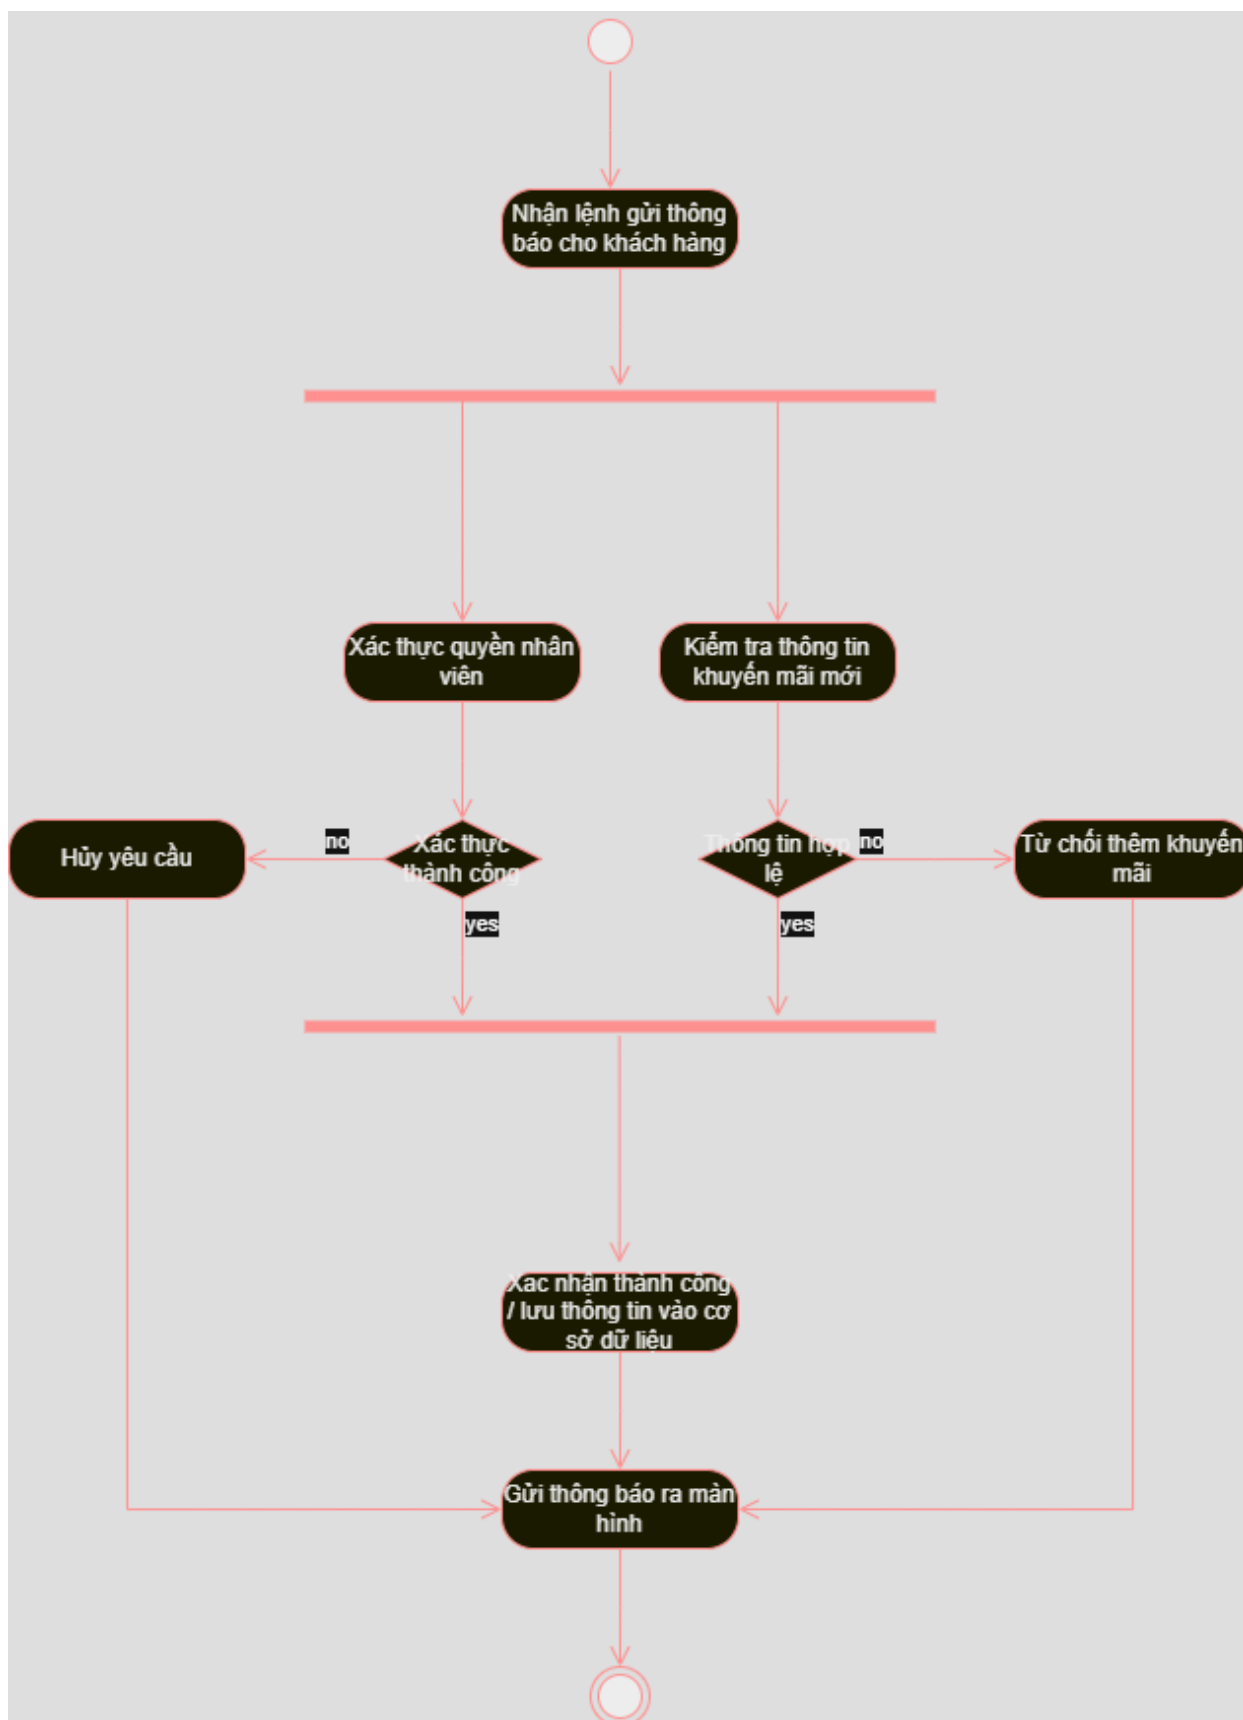 Nhận lệnh gửi thông
báo cho khách hàng
Xác thực quyền nhân
viên
Kiểm tra thông tin
khuyến mãi mới
Hủy yêu cầu
no
Xác thực
thành công
Thông tin hợp
lệ
no
Từ chối thêm khuyến
mãi
yes
yes
Xac nhận thành công
/ lưu thông tin vào cơ
sở dữ liệu
Gửi thông báo ra màn
hình